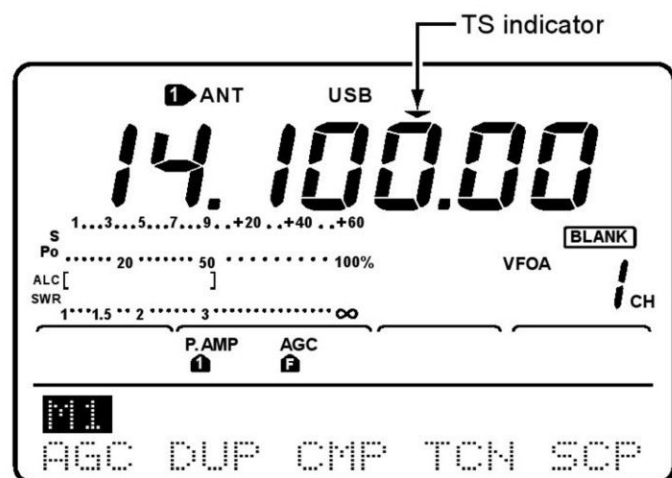 TS indicator
1 ANT USB
14.100.00
S 1...3...5...7...9..+20..+40..+60
Po 20 50 100%
BLANK
VFOA 1 CH
ALC [ ]
SWR 1 1.5 2 3 ∞
P.AMP AGC
1 F
M1
AGC DUP CMP TCN SCP